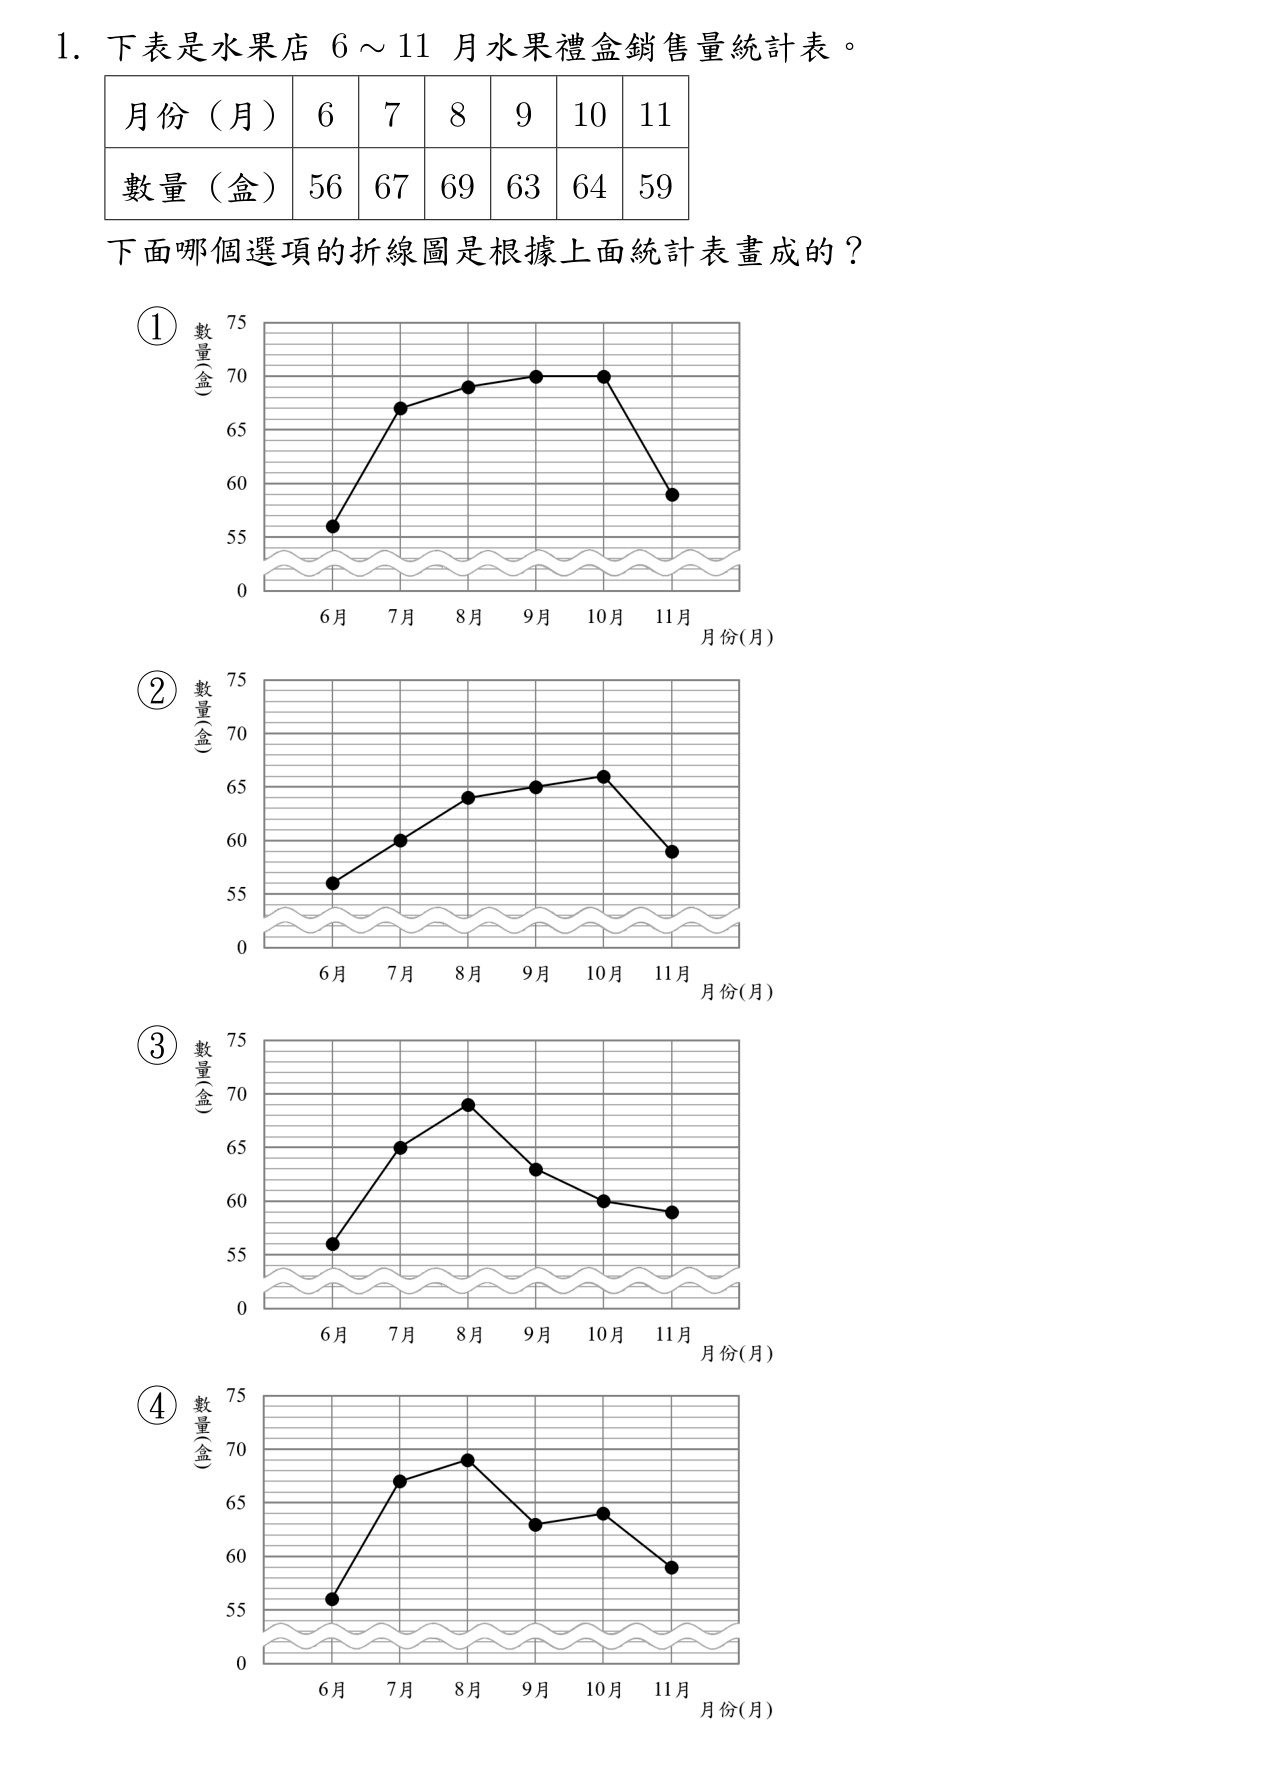 1. 下表是水果店 6 ~ 11 月水果禮盒銷售量統計表。
月份（月） 6 7 8 9 10 11
數量（盒） 56 67 69 63 64 59
下面哪個選項的折線圖是根據上面統計表畫成的？
①
數量(盒)
75
70
65
60
55
0
6月 7月 8月 9月 10月 11月
月份(月)
②
數量(盒)
75
70
65
60
55
0
6月 7月 8月 9月 10月 11月
月份(月)
③
數量(盒)
75
70
65
60
55
0
6月 7月 8月 9月 10月 11月
月份(月)
④
數量(盒)
75
70
65
60
55
0
6月 7月 8月 9月 10月 11月
月份(月)